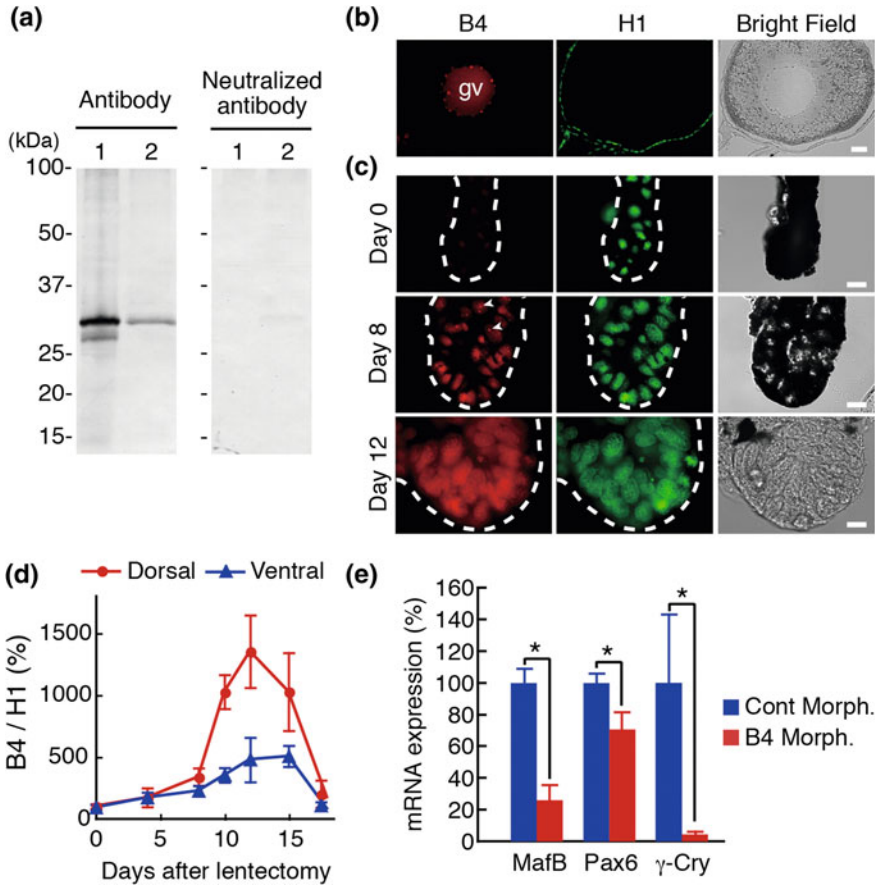 (a)
Antibody
Neutralized
antibody
(kDa)
1 2 1 2
100-
50-
37-
25-
20-
15-
(b)
B4 H1 Bright Field
gv
(c)
Day 0
Day 8
Day 12
(d)
Dorsal Ventral
B4 / H1 (%)
1500
1000
500
0
0 5 10 15
Days after lentectomy
(e)
mRNA expression (%)
160
140
120
100
80
60
40
20
0
* * *
MafB Pax6 γ-Cry
Cont Morph.
B4 Morph.